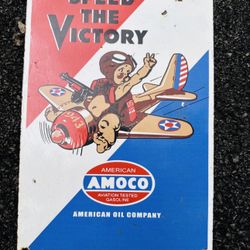 SPEED
THE
VICTORY
AMERICAN
AMOCO
AVIATION TESTED
GASOLINE
AMERICAN OIL COMPANY